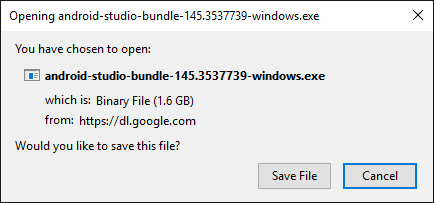 Opening android-studio-bundle-145.3537739-windows.exe
You have chosen to open:
android-studio-bundle-145.3537739-windows.exe
which is: Binary File (1.6 GB)
from: https://dl.google.com
Would you like to save this file?
Save File Cancel